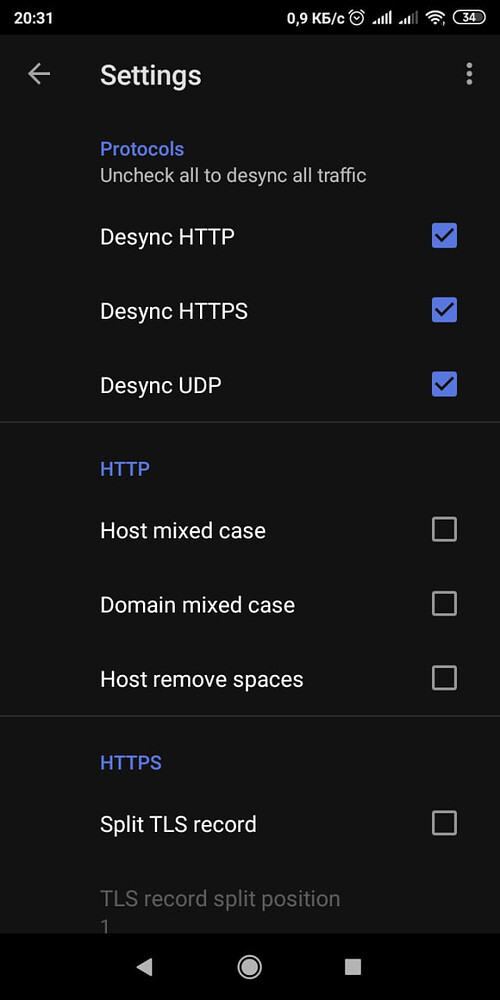 20:31 0,9 КБ/с 34
Settings
Protocols
Uncheck all to desync all traffic
Desync HTTP
Desync HTTPS
Desync UDP
HTTP
Host mixed case
Domain mixed case
Host remove spaces
HTTPS
Split TLS record
TLS record split position
1